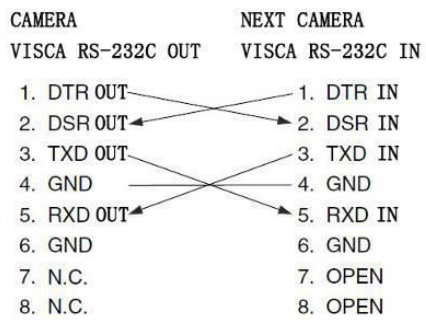 CAMERA NEXT CAMERA
VISCA RS-232C OUT VISCA RS-232C IN
1. DTR OUT 1. DTR IN
2. DSR OUT 2. DSR IN
3. TXD OUT 3. TXD IN
4. GND 4. GND
5. RXD OUT 5. RXD IN
6. GND 6. GND
7. N.C. 7. OPEN
8. N.C. 8. OPEN